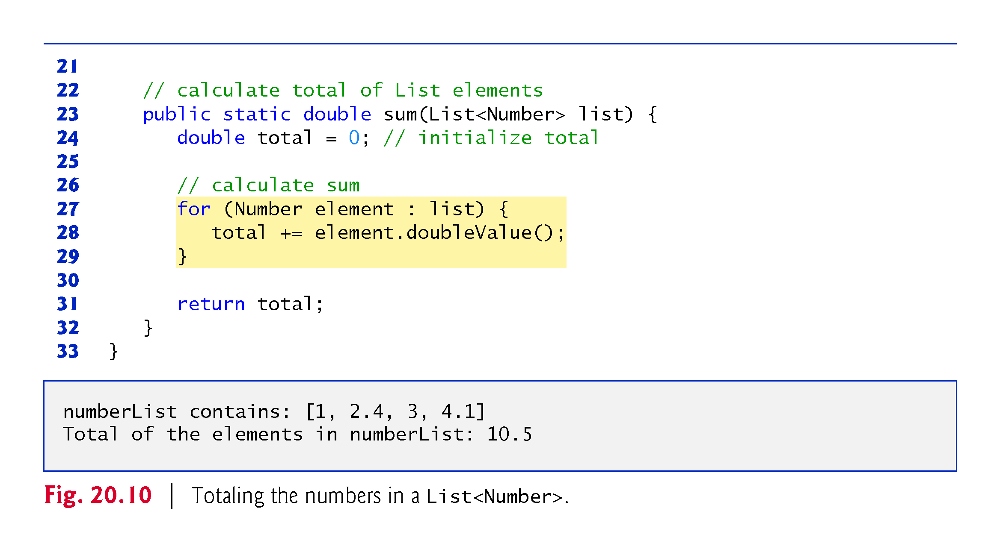 21
22 // calculate total of List elements
23 public static double sum(List<Number> list) {
24 double total = 0; // initialize total
25
26 // calculate sum
27 for (Number element : list) {
28 total += element.doubleValue();
29 }
30
31 return total;
32 }
33 }
numberList contains: [1, 2.4, 3, 4.1]
Total of the elements in numberList: 10.5
Fig. 20.10 | Totaling the numbers in a List<Number>.